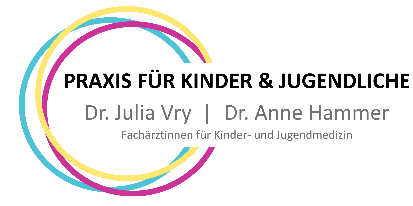 PRAXIS FÜR KINDER & JUGENDLICHE
Dr. Julia Vry | Dr. Anne Hammer
Fachärztinnen für Kinder- und Jugendmedizin